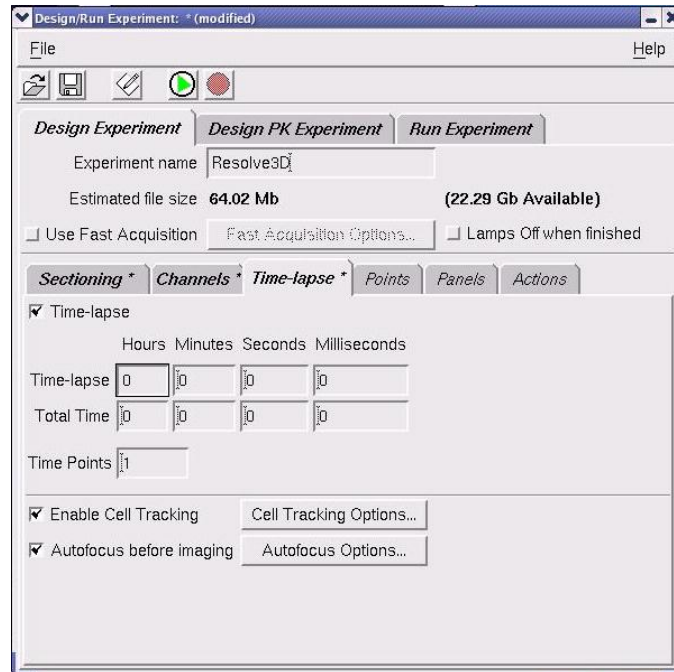 Design/Run Experiment: * (modified)
File Help
Design Experiment Design PK Experiment Run Experiment
Experiment name Resolve3D
Estimated file size 64.02 Mb (22.29 Gb Available)
Use Fast Acquisition Fast Acquisition Options... Lamps Off when finished
Sectioning * Channels * Time-lapse * Points Panels Actions
Time-lapse
Hours Minutes Seconds Milliseconds
Time-lapse 0 0 0 0
Total Time 0 0 0 0
Time Points 1
Enable Cell Tracking Cell Tracking Options...
Autofocus before imaging Autofocus Options...